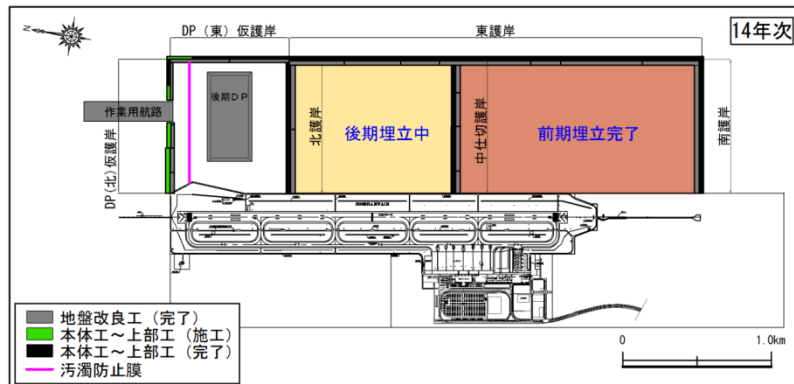 14年次
DP(東)仮護岸
東護岸
N
後期DP
作業用航路
DP(北)仮護岸
北護岸
後期埋立中
中仕切護岸
前期埋立完了
南護岸
地盤改良工(完了)
本体工~上部工(施工)
本体工~上部工(完了)
汚濁防止膜
0
1.0km